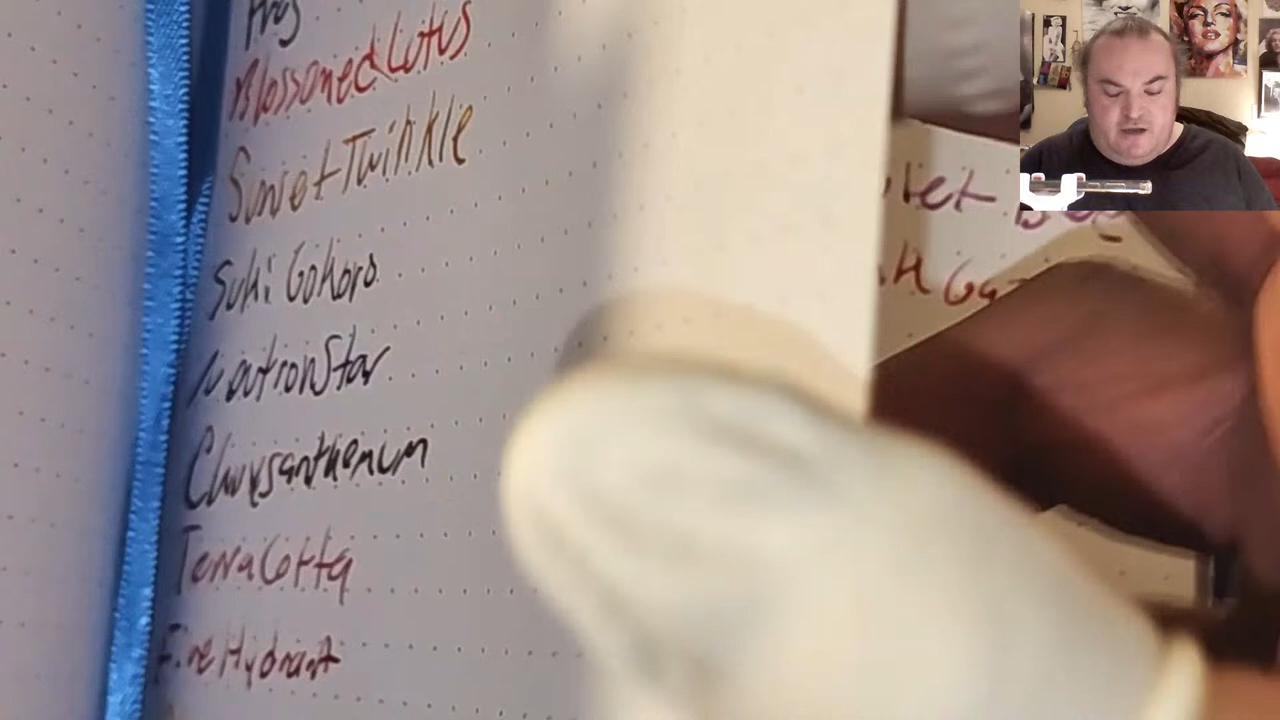 Blossomed Lotus
Sunset Twinkle
Suki Gokoro
Neutron Star
Chrysanthemum
Terra Cotta
Fire Hydrant